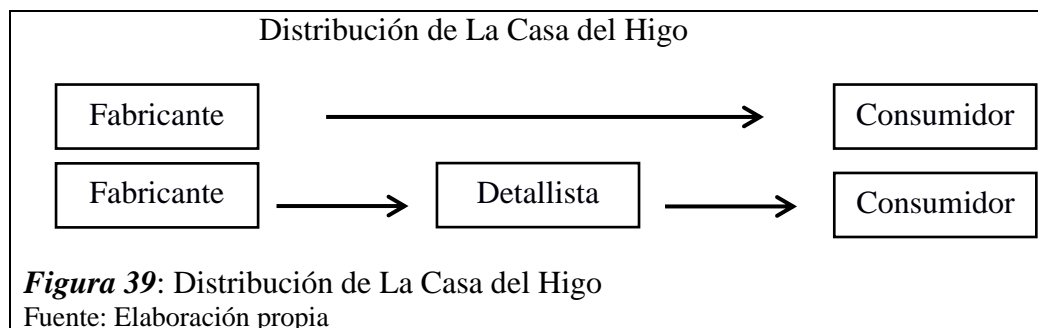 Distribución de La Casa del Higo
Fabricante Consumidor
Fabricante Detallista Consumidor
Figura 39: Distribución de La Casa del Higo
Fuente: Elaboración propia